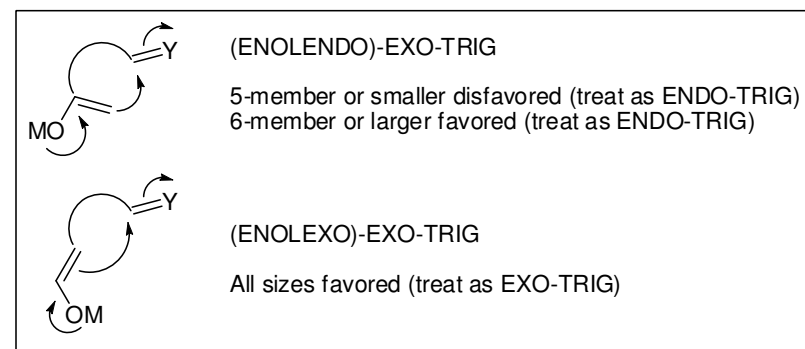 Y
(ENOLENDO)-EXO-TRIG
5-member or smaller disfavored (treat as ENDO-TRIG)
6-member or larger favored (treat as ENDO-TRIG)
MO
Y
(ENOLEXO)-EXO-TRIG
All sizes favored (treat as EXO-TRIG)
OM